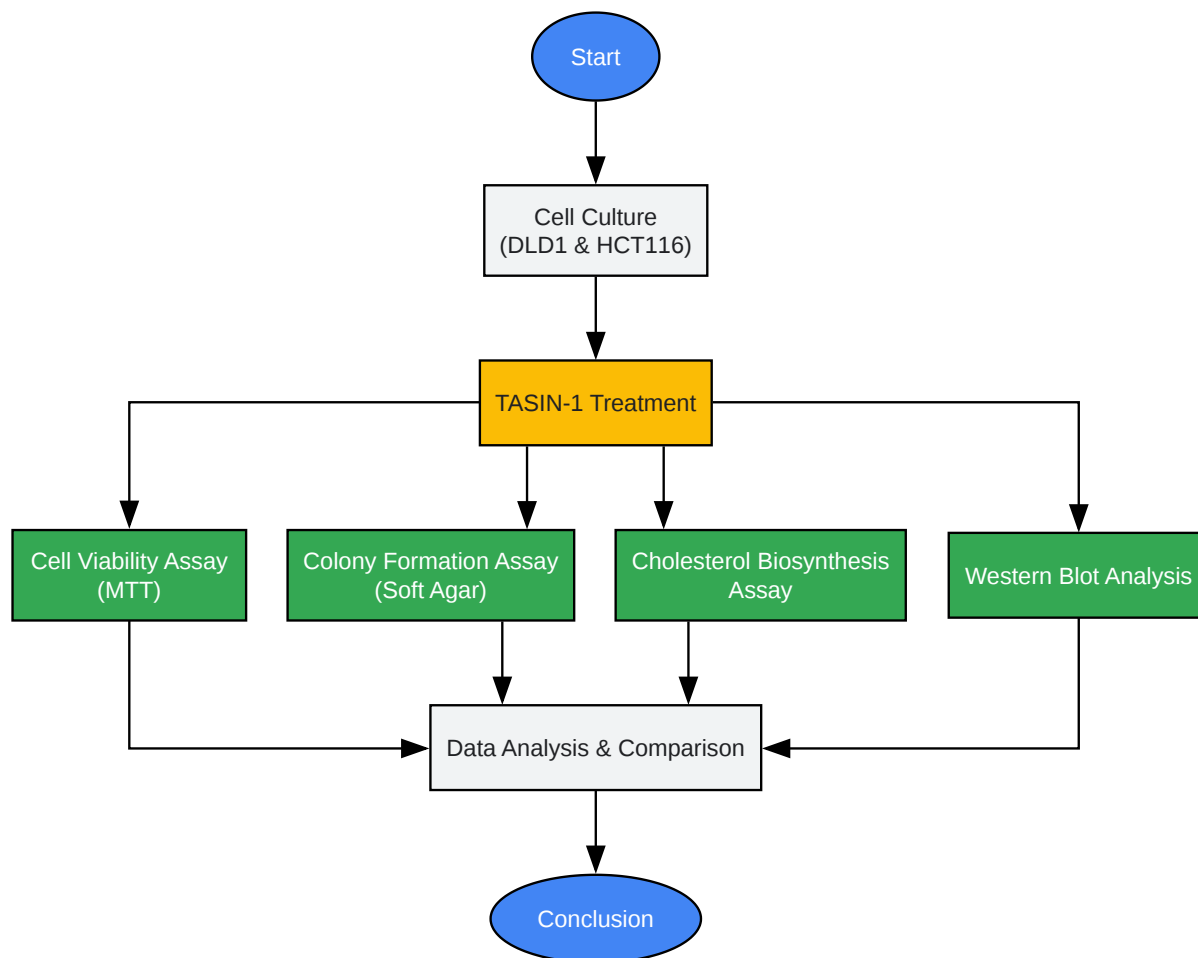 Start
Cell Culture
(DLD1 & HCT116)
TASIN-1 Treatment
Cell Viability Assay
(MTT)
Colony Formation Assay
(Soft Agar)
Cholesterol Biosynthesis
Assay
Western Blot Analysis
Data Analysis & Comparison
Conclusion